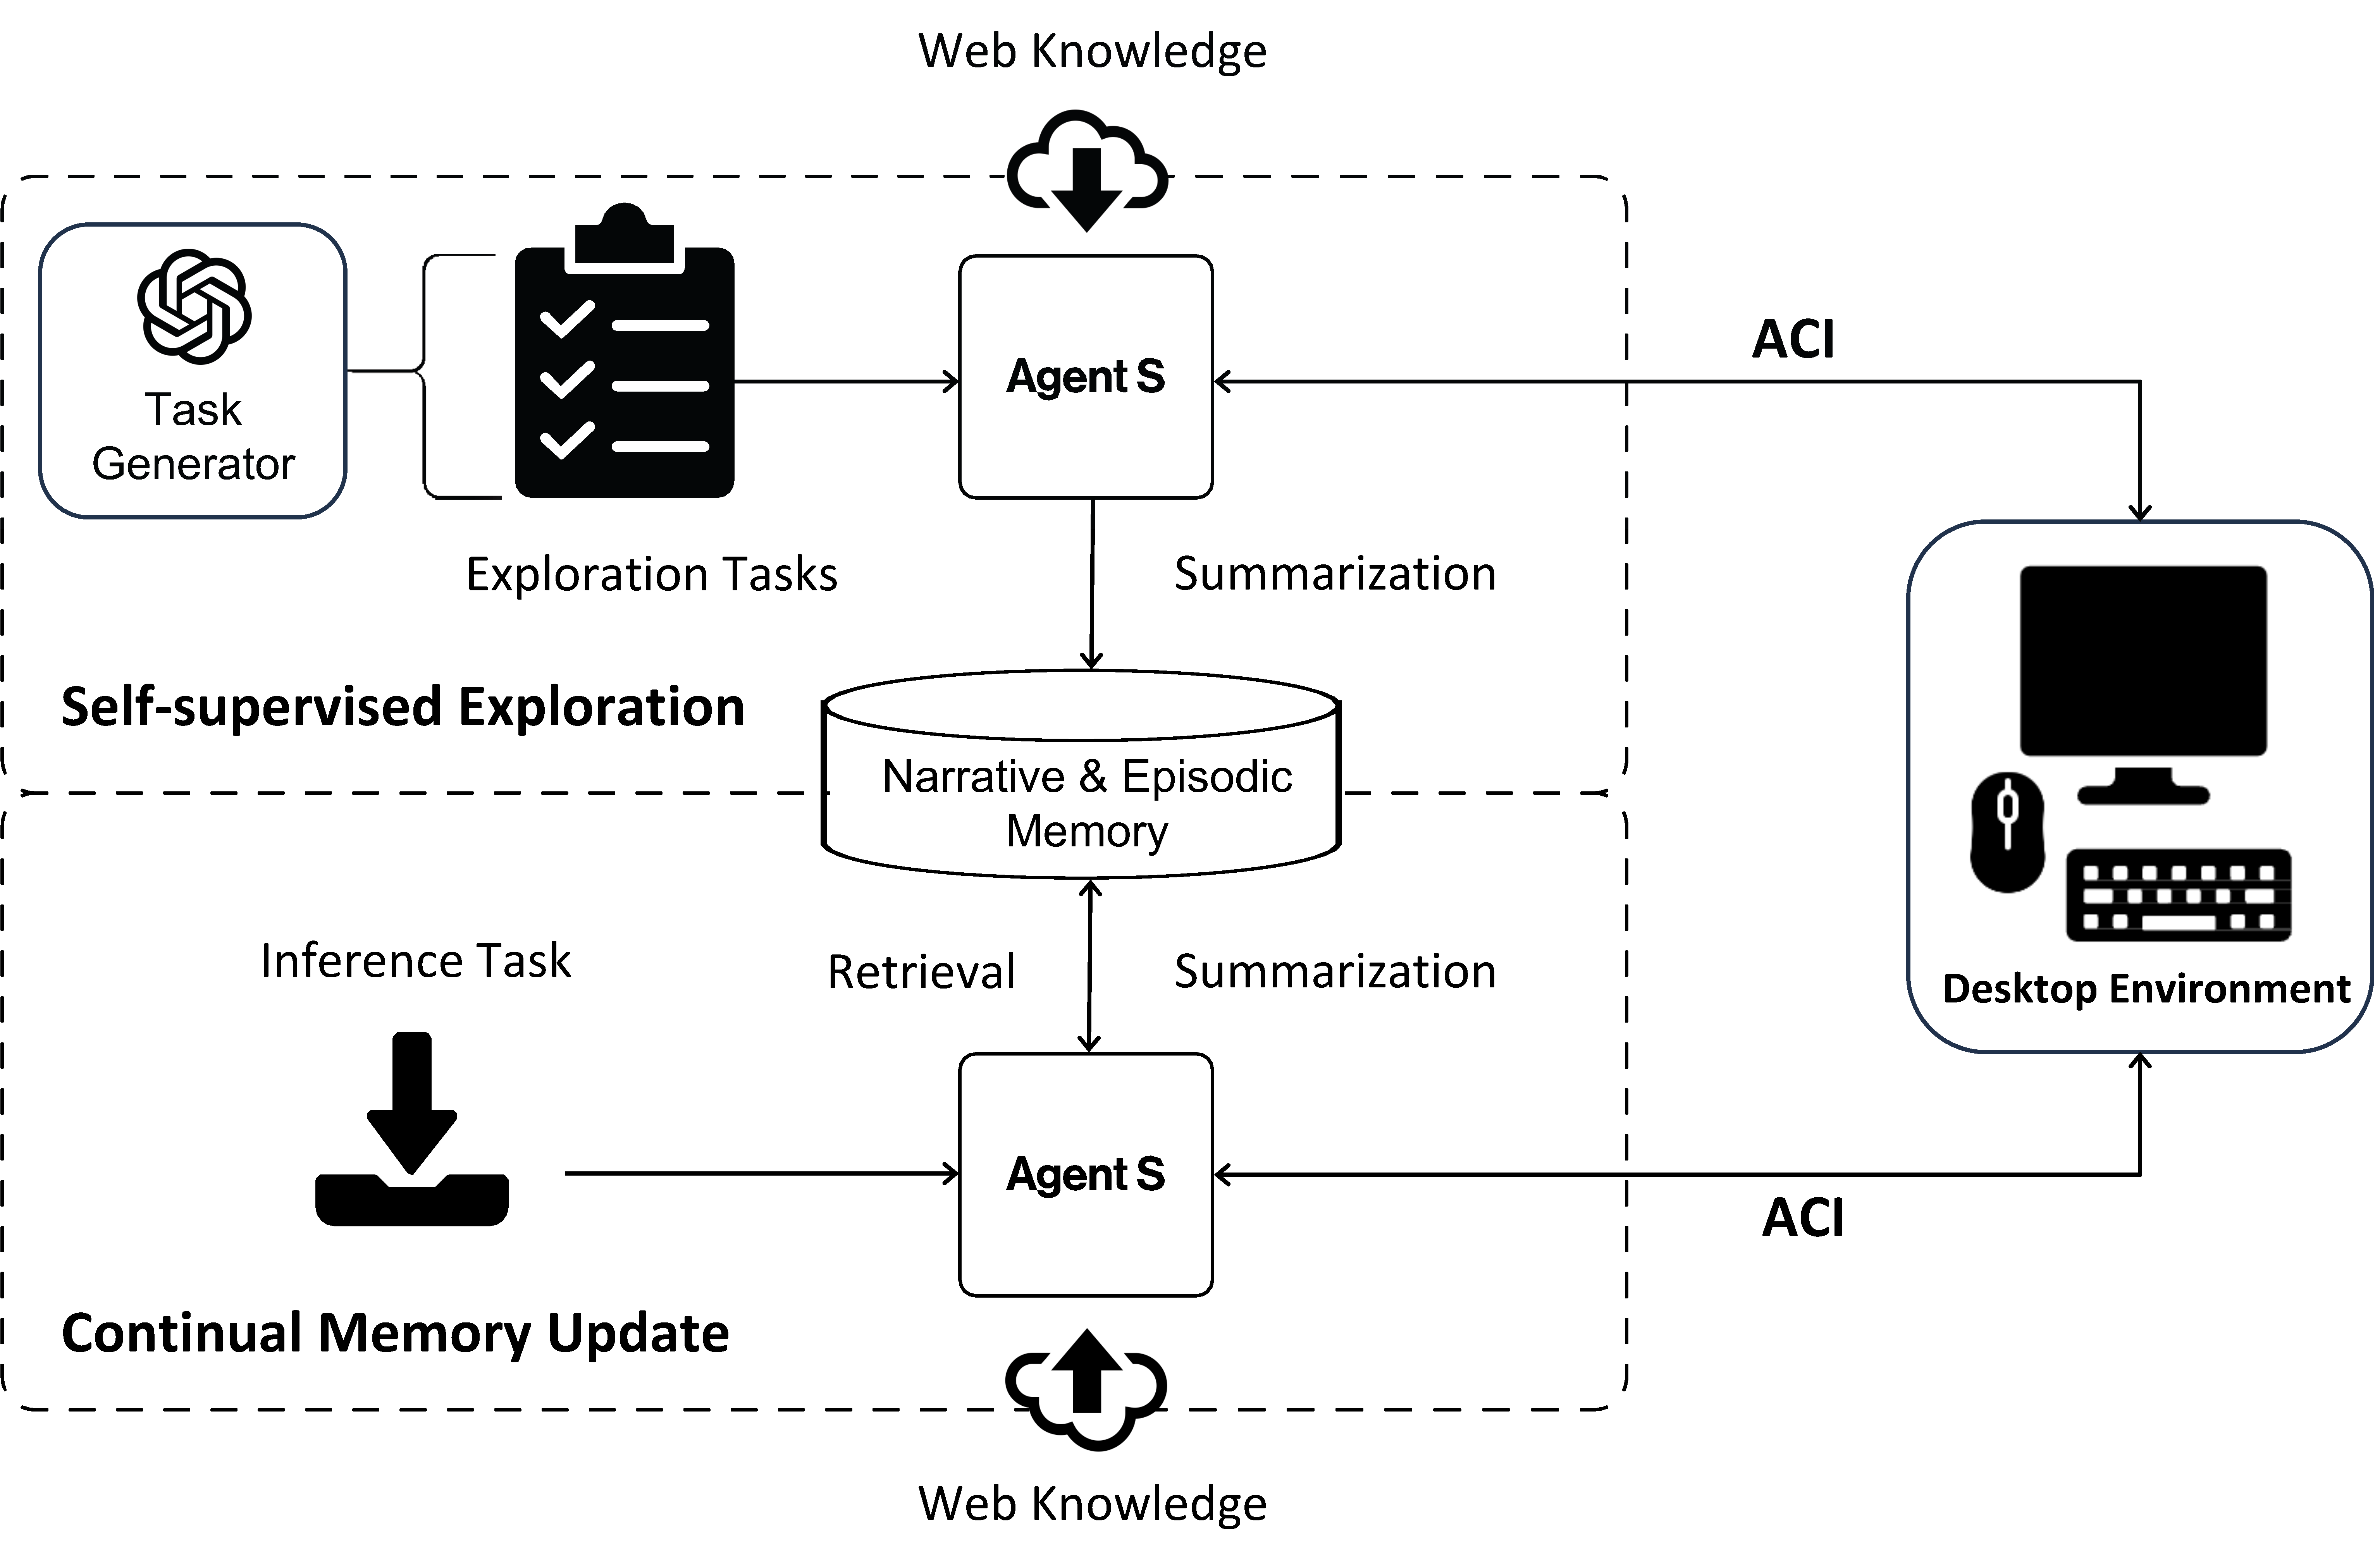 Web Knowledge
Task
Generator
Agent S
ACI
Exploration Tasks
Summarization
Self-supervised Exploration
Narrative & Episodic
Memory
Desktop Environment
Inference Task
Retrieval
Summarization
Agent S
ACI
Continual Memory Update
Web Knowledge